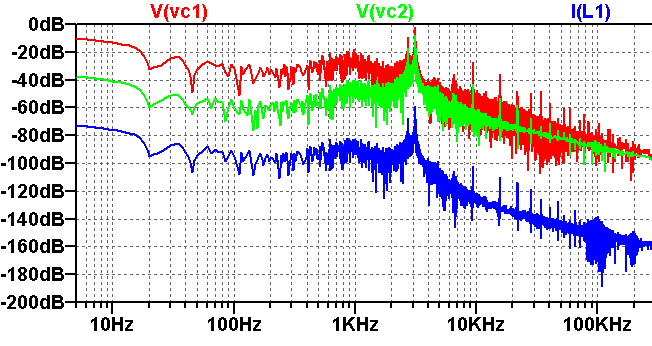 V(vc1) V(vc2) I(L1)
0dB
-20dB
-40dB
-60dB
-80dB
-100dB
-120dB
-140dB
-160dB
-180dB
-200dB
10Hz 100Hz 1KHz 10KHz 100KHz